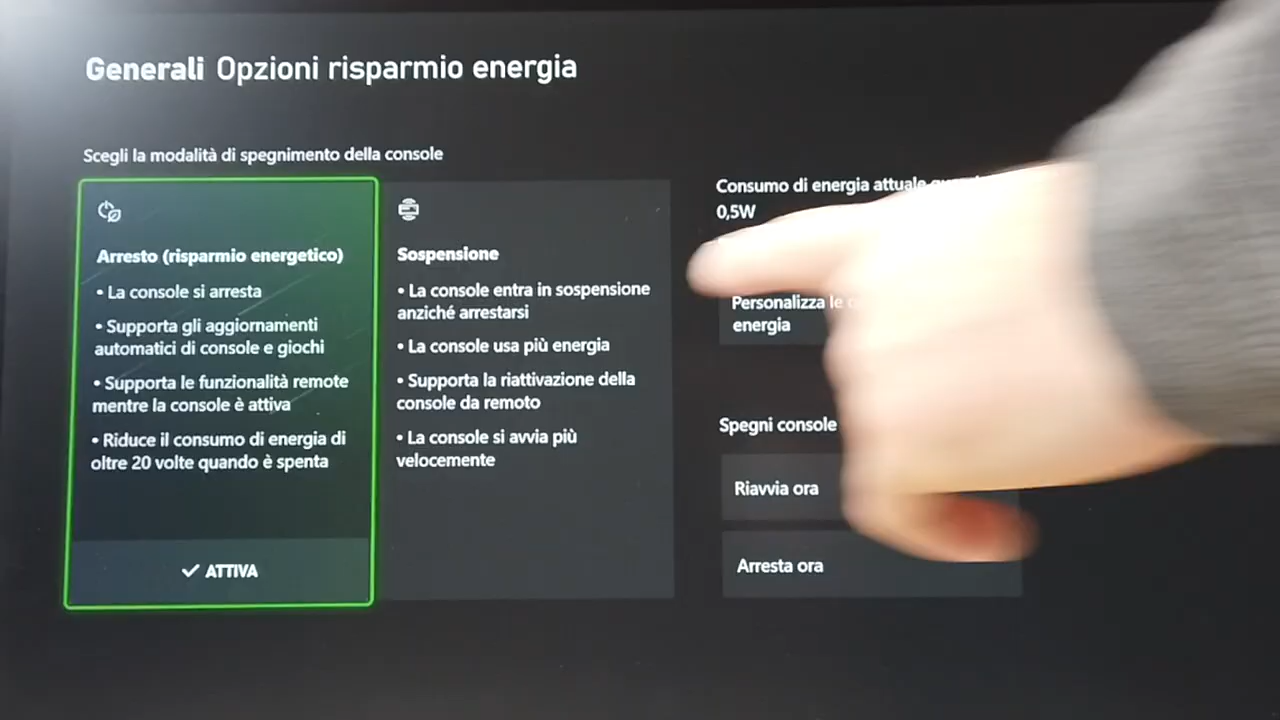 Generali Opzioni risparmio energia
Scegli la modalità di spegnimento della console
Arresto (risparmio energetico)
• La console si arresta
• Supporta gli aggiornamenti
automatici di console e giochi
• Supporta le funzionalità remote
mentre la console è attiva
• Riduce il consumo di energia di
oltre 20 volte quando è spenta
ATTIVA
Sospensione
• La console entra in sospensione
anziché arrestarsi
• La console usa più energia
• Supporta la riattivazione della
console da remoto
• La console si avvia più
velocemente
Consumo di energia attuale
0,5W
Personalizza le
energia
Spegni console
Riavvia ora
Arresta ora